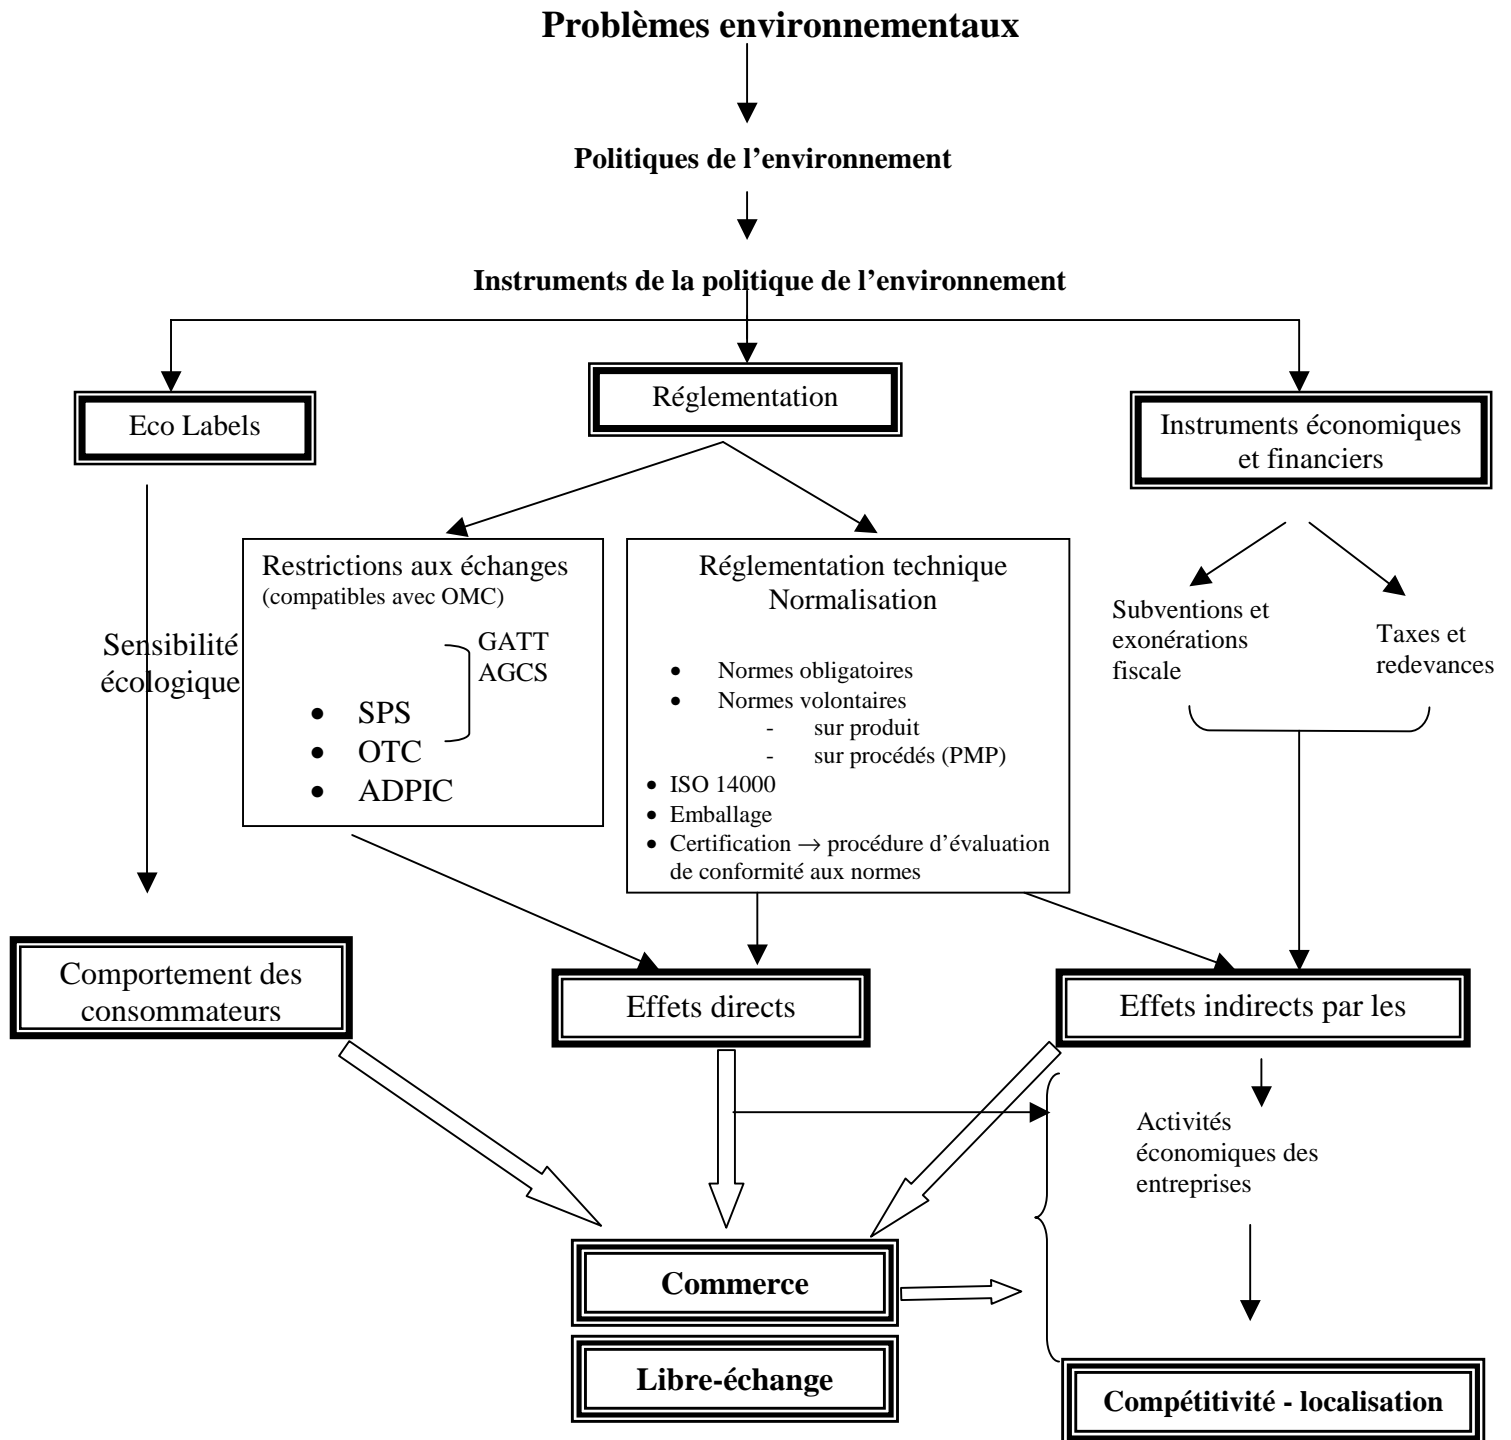 Problèmes environnementaux
Politiques de l’environnement
Instruments de la politique de l’environnement
Eco Labels
Réglementation
Instruments économiques
et financiers
Restrictions aux échanges
(compatibles avec OMC)
GATT
AGCS
• SPS
• OTC
• ADPIC
Sensibilité
écologique
Réglementation technique
Normalisation
• Normes obligatoires
• Normes volontaires
- sur produit
- sur procédés (PMP)
• ISO 14000
• Emballage
• Certification → procédure d’évaluation
de conformité aux normes
Subventions et
exonérations
fiscale
Taxes et
redevances
Comportement des
consommateurs
Effets directs
Effets indirects par les
Activités
économiques des
entreprises
Commerce
Libre-échange
Compétitivité - localisation